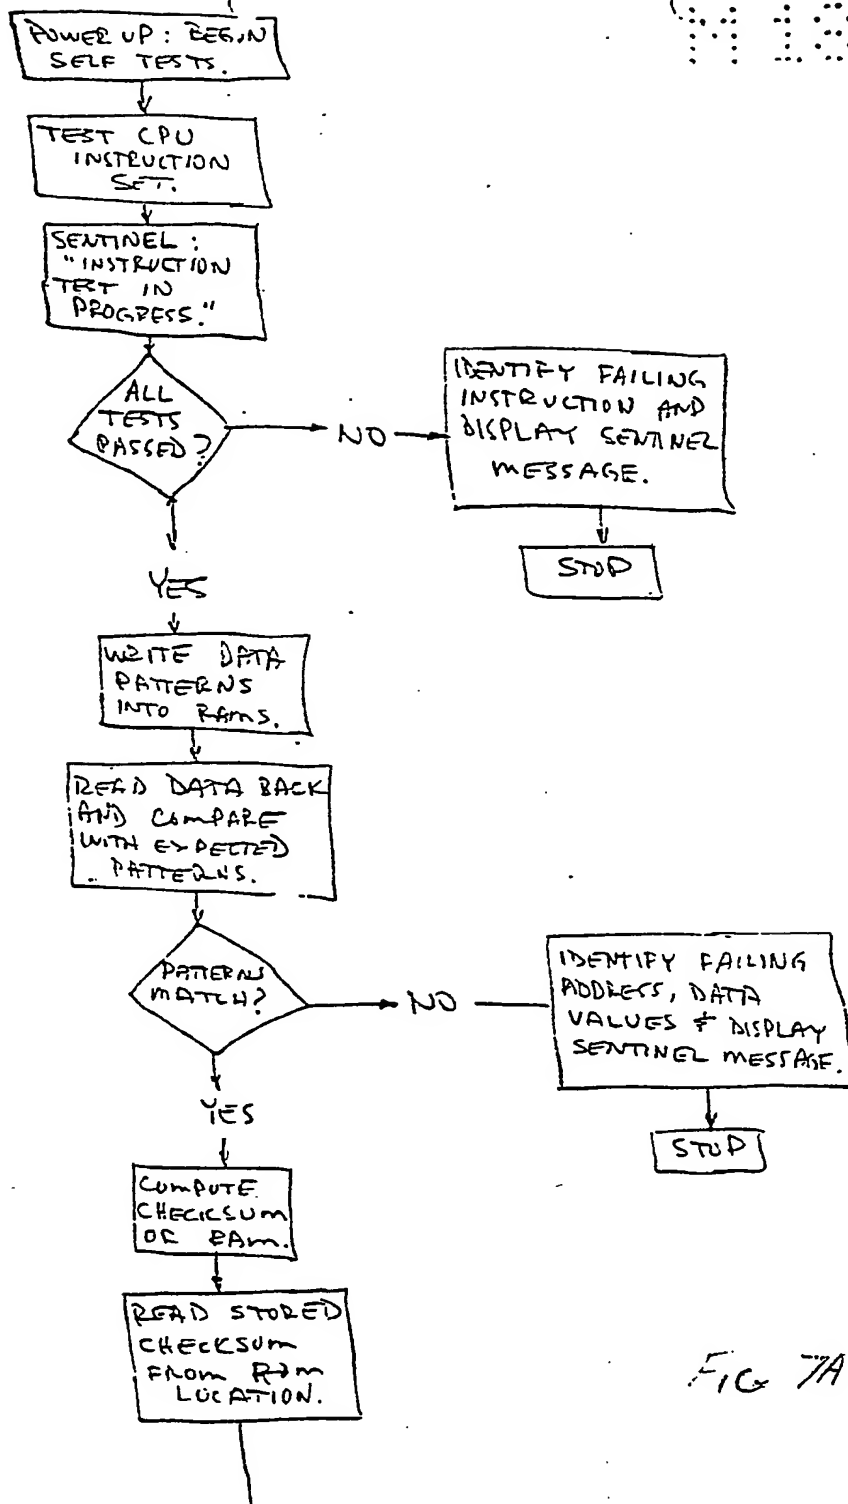 POWER UP: BEGIN
SELF TESTS.
TEST CPU
INSTRUCTION
SET.
SENTINEL:
"INSTRUCTION
TEST IN
PROGRESS."
ALL
TESTS
PASSED?
NO
IDENTIFY FAILING
INSTRUCTION AND
DISPLAY SENTINEL
MESSAGE.
STOP
YES
WRITE DATA
PATTERNS
INTO RAMS.
READ DATA BACK
AND COMPARE
WITH EXPECTED
PATTERNS.
PATTERNS
MATCH?
NO
IDENTIFY FAILING
ADDRESS, DATA
VALUES & DISPLAY
SENTINEL MESSAGE.
STOP
YES
COMPUTE
CHECKSUM
OF RAM.
READ STORED
CHECKSUM
FROM
LOCATION.
FIG 7A